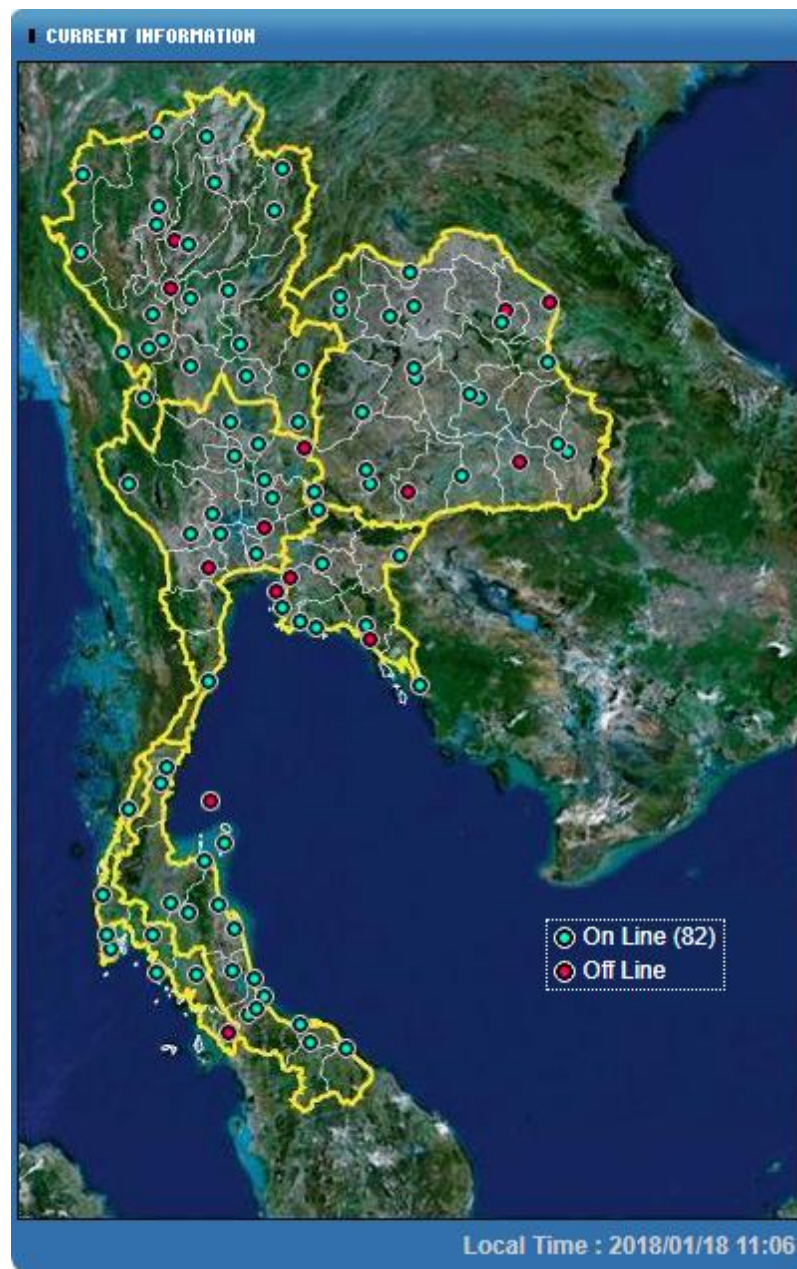 CURRENT INFORMATION
On Line (82)
Off Line
Local Time : 2018/01/18 11:06